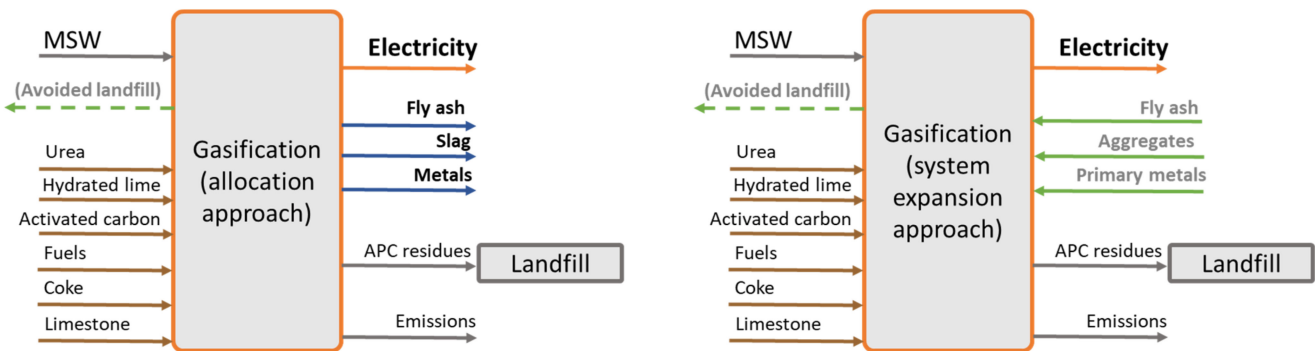 MSW
(Avoided landfill)
Urea
Hydrated lime
Activated carbon
Fuels
Coke
Limestone
Gasification
(allocation
approach)
Electricity
Fly ash
Slag
Metals
APC residues
Landfill
Emissions
MSW
(Avoided landfill)
Urea
Hydrated lime
Activated carbon
Fuels
Coke
Limestone
Gasification
(system
expansion
approach)
Electricity
Fly ash
Aggregates
Primary metals
APC residues
Landfill
Emissions